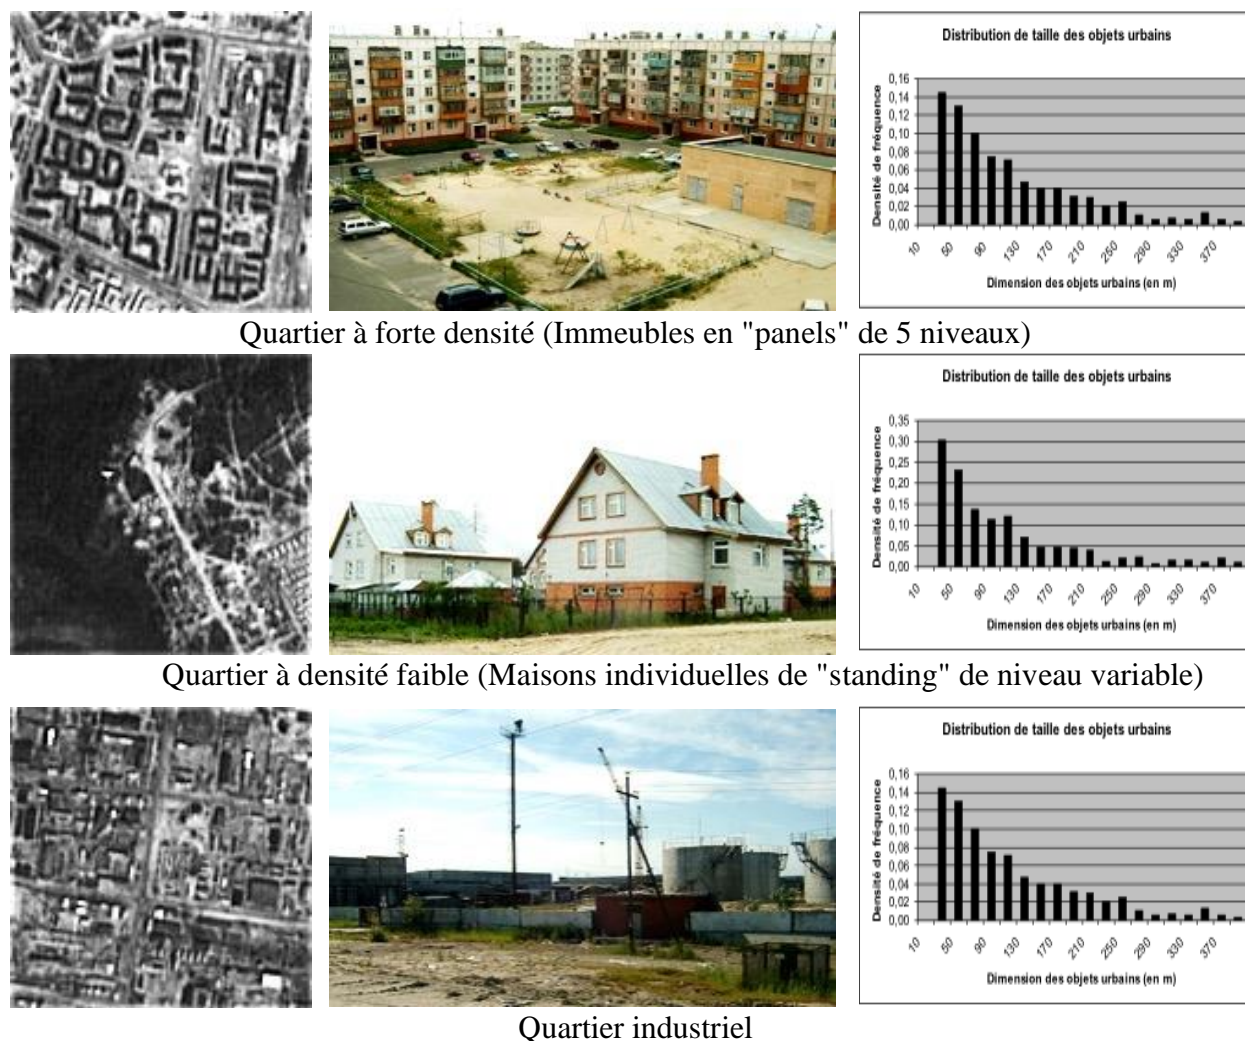 Distribution de taille des objets urbains
Densité de fréquence
0,16
0,14
0,12
0,10
0,08
0,06
0,04
0,02
0,00
10 50 90 130 170 210 250 290 330 370
Dimension des objets urbains (en m)
Quartier à forte densité (Immeubles en "panels" de 5 niveaux)
Distribution de taille des objets urbains
Densité de fréquence
0,35
0,30
0,25
0,20
0,15
0,10
0,05
0,00
10 50 90 130 170 210 250 290 330 370
Dimension des objets urbains (en m)
Quartier à densité faible (Maisons individuelles de "standing" de niveau variable)
Distribution de taille des objets urbains
Densité de fréquence
0,16
0,14
0,12
0,10
0,08
0,06
0,04
0,02
0,00
10 50 90 130 170 210 250 290 330 370
Dimension des objets urbains (en m)
Quartier industriel